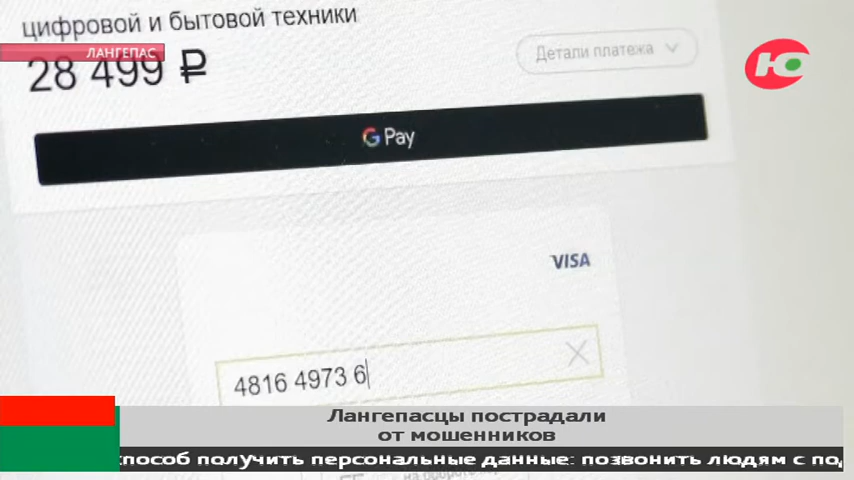 цифровой и бытовой техники
ЛАНГЕПАС
28 499 ₽
Детали платежа
Ю
G Pay
VISA
4816 4973 6
Лангепасцы пострадали
от мошенников
способ получить персональные данные: позвонить людям с по